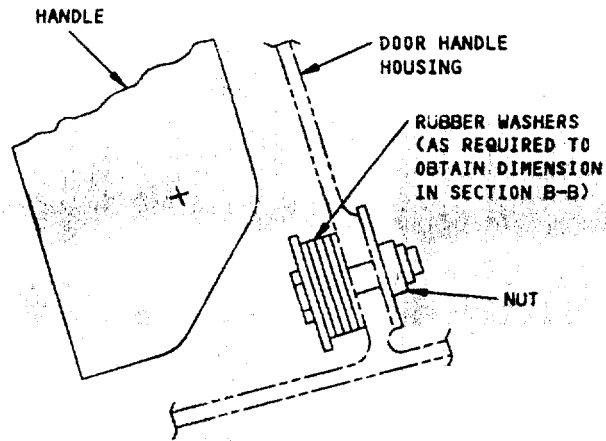 HANDLE
DOOR HANDLE
HOUSING
RUBBER WASHERS
(AS REQUIRED TO
OBTAIN DIMENSION
IN SECTION B-B)
NUT